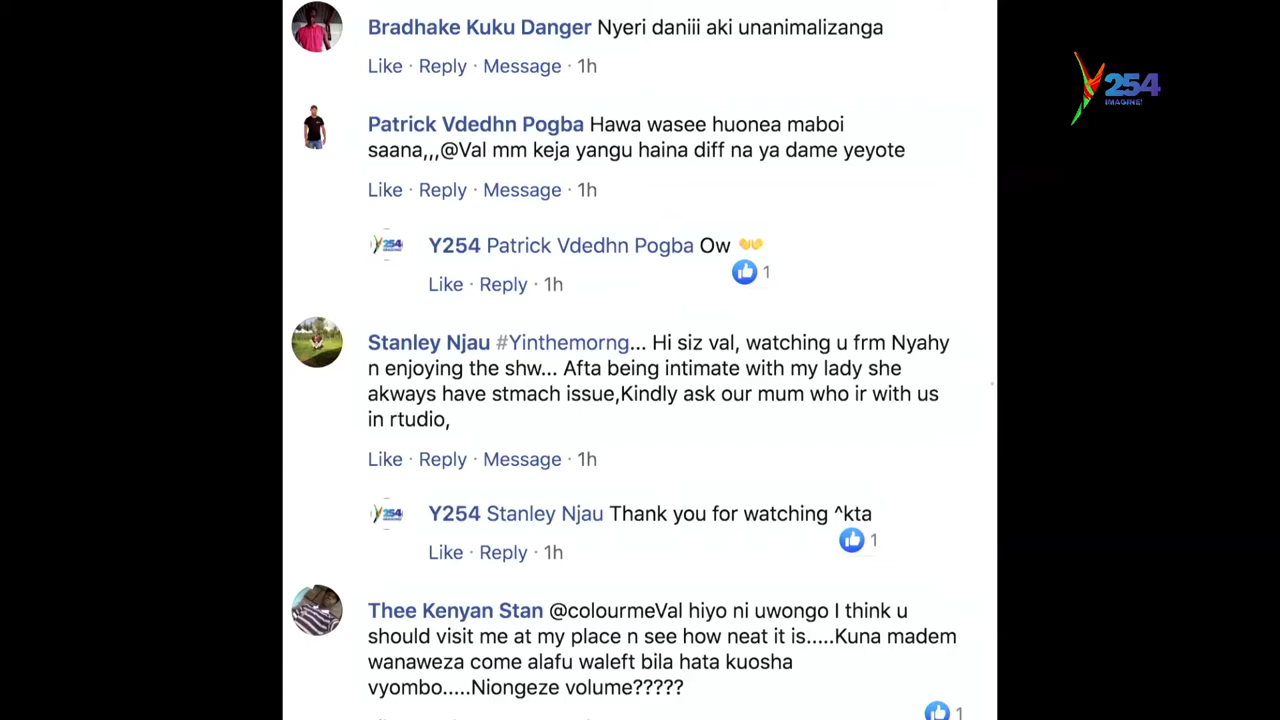 Bradhake Kuku Danger Nyeri daniii aki unanimalizanga
Like · Reply · Message · 1h
Y254
IMAGINE!
Patrick Vdedhn Pogba Hawa wasee huonea maboi
saana,,,@Val mm keja yangu haina diff na ya dame yeyote
Like · Reply · Message · 1h
Y254
Y254 Patrick Vdedhn Pogba Ow 👐
1
Like · Reply · 1h
Stanley Njau #Yinthemorng... Hi siz val, watching u frm Nyahy
n enjoying the shw... Afta being intimate with my lady she
akways have stmach issue,Kindly ask our mum who ir with us
in rtudio,
Like · Reply · Message · 1h
Y254
Y254 Stanley Njau Thank you for watching ^kta
1
Like · Reply · 1h
Thee Kenyan Stan @colourmeVal hiyo ni uwongo I think u
should visit me at my place n see how neat it is.....Kuna madem
wanaweza come alafu waleft bila hata kuosha
vyombo.....Niongeze volume?????
1